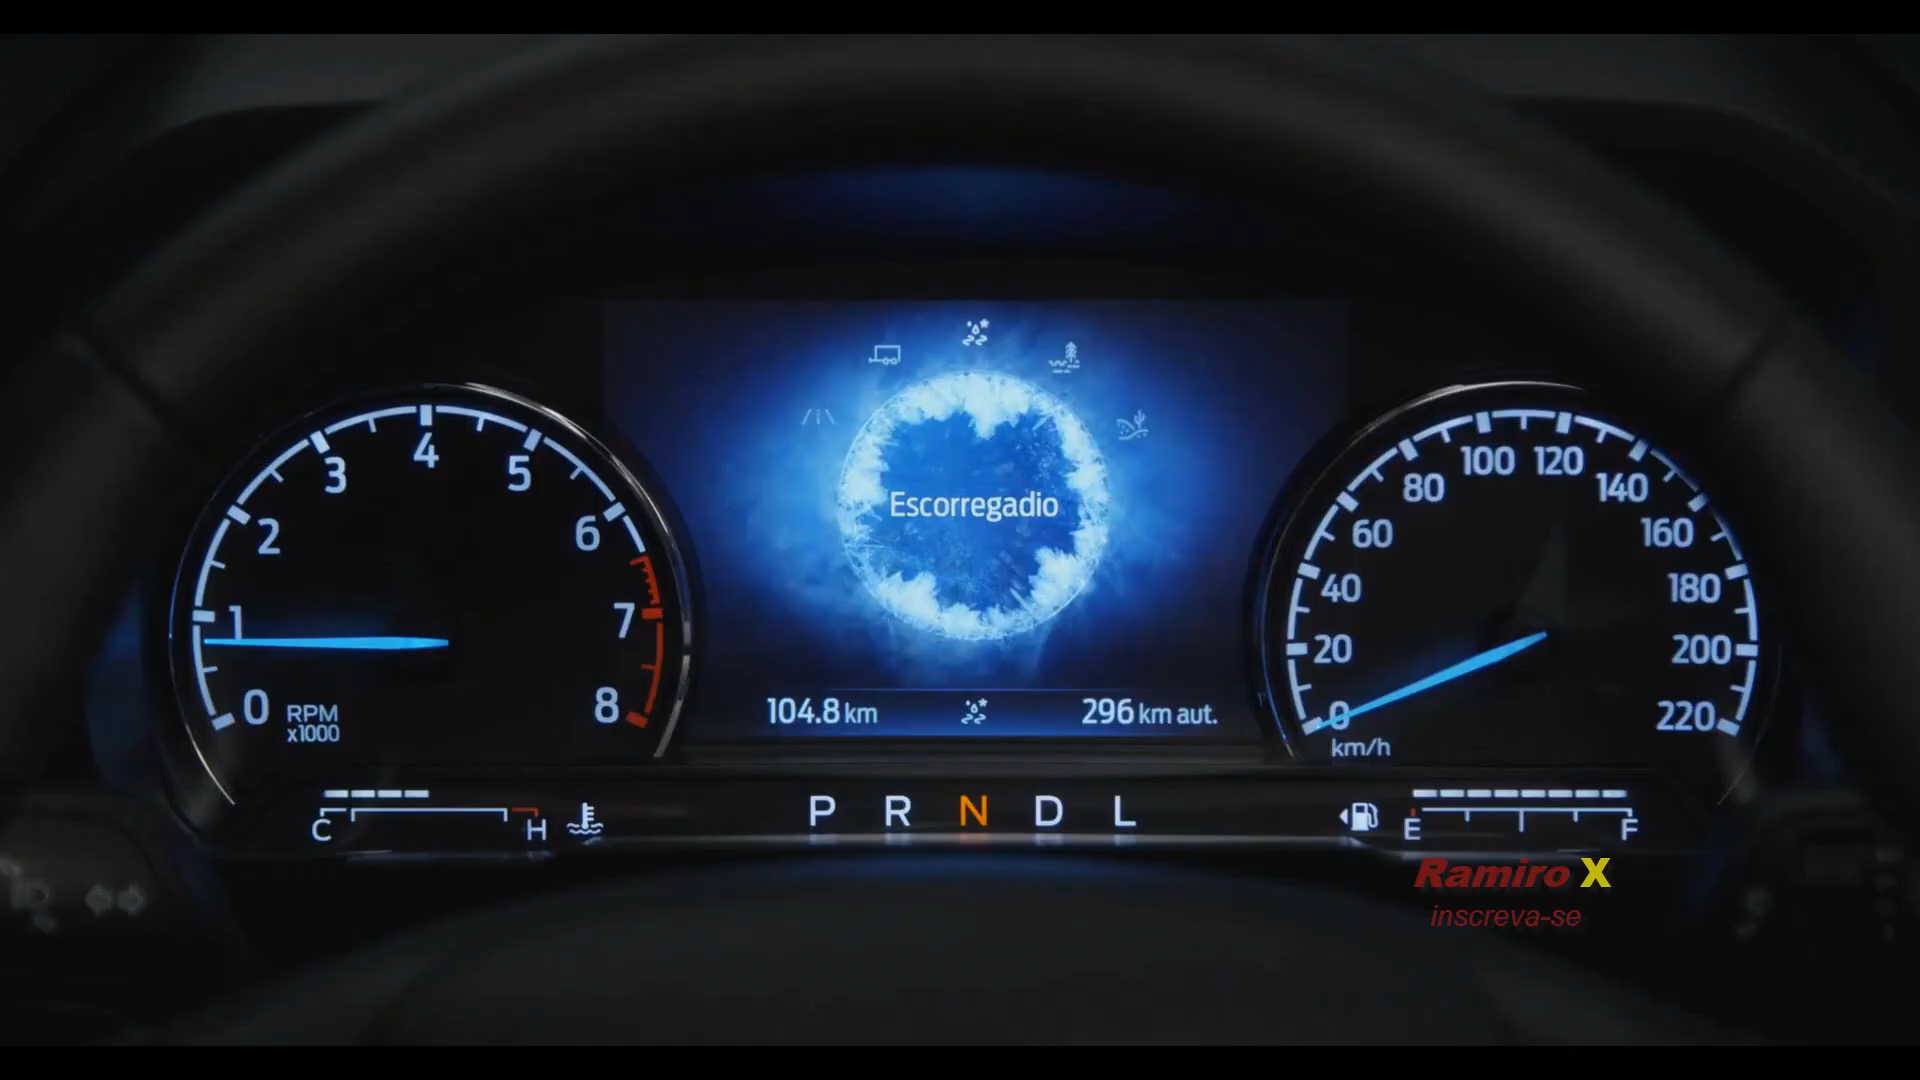 Escorregadio
104.8 km
296 km aut.
0
1
2
3
4
5
6
7
8
RPM
x1000
0
20
40
60
80
100
120
140
160
180
200
220
km/h
C
H
P R N D L
E
F
Ramiro X
inscreva-se